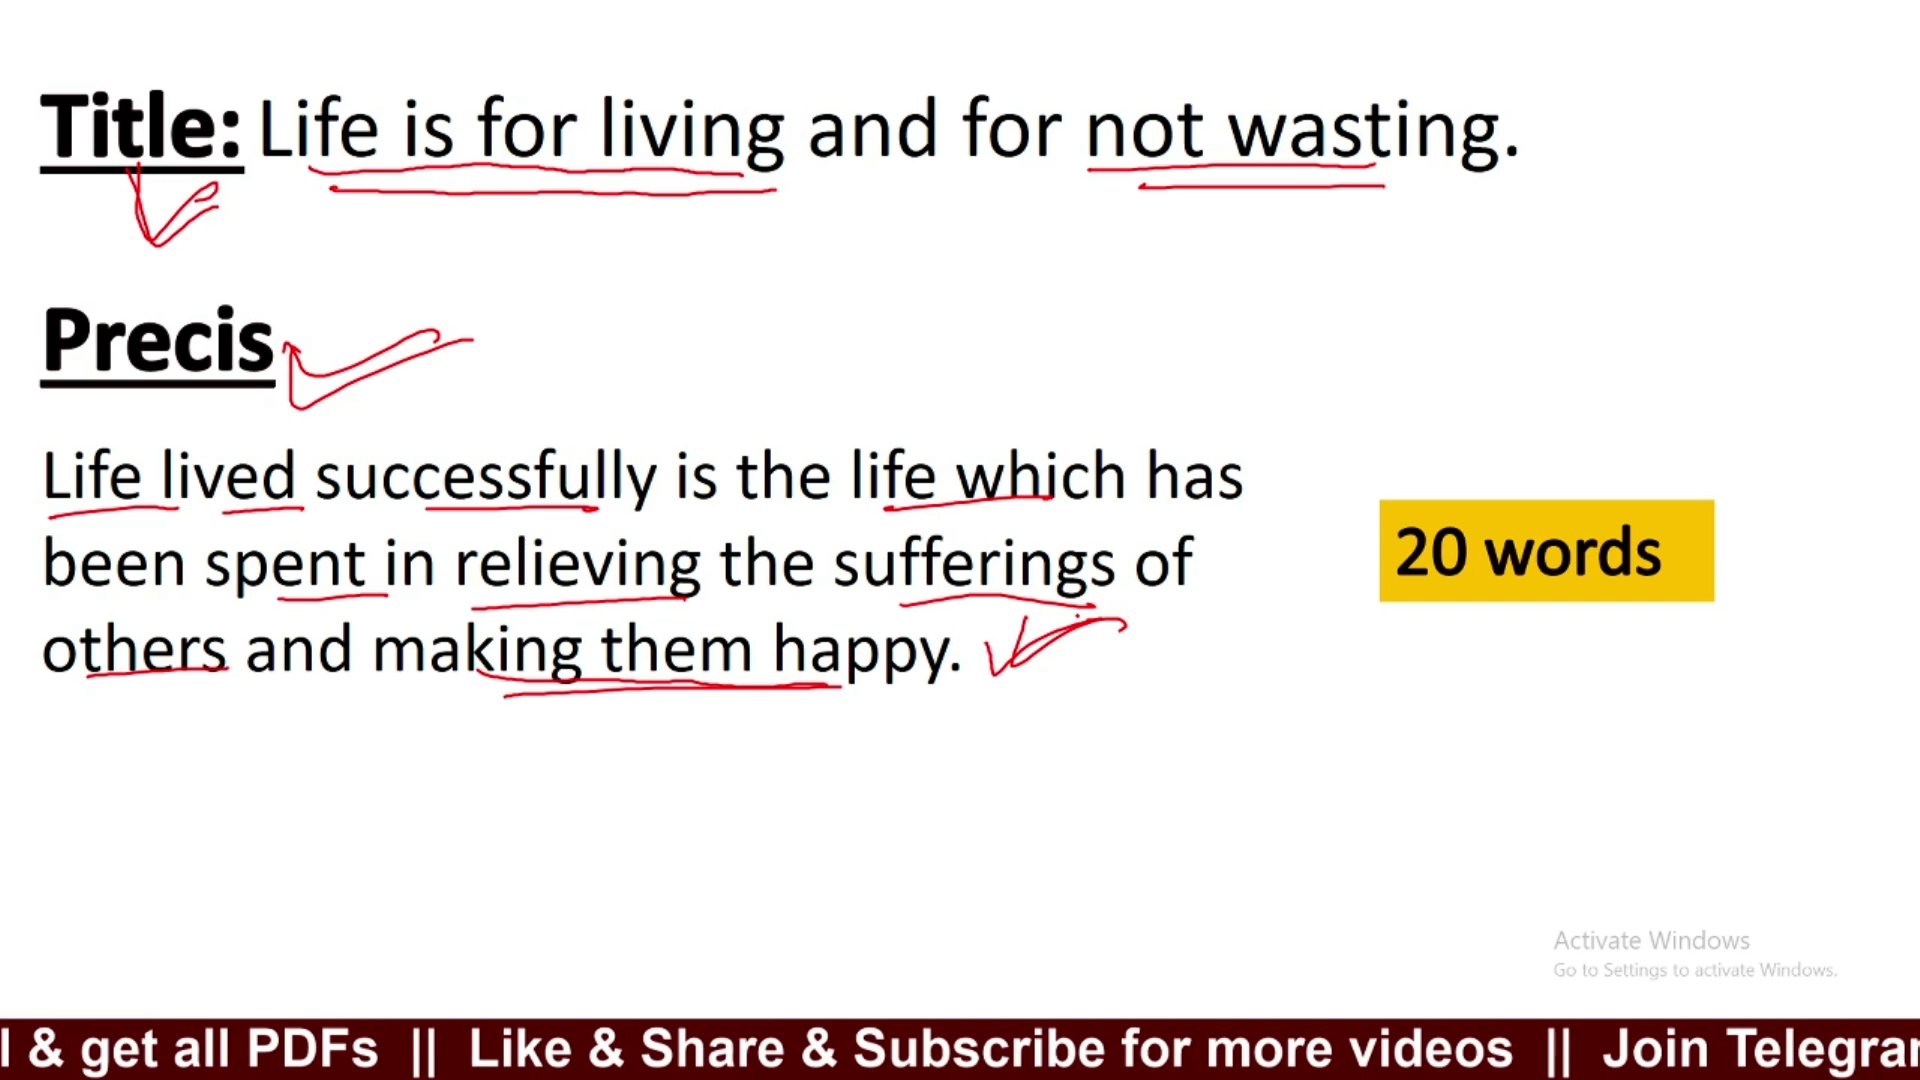 Title: Life is for living and for not wasting.
Precis
Life lived successfully is the life which has
been spent in relieving the sufferings of
others and making them happy.
20 words
Activate Windows
Go to Settings to activate Windows.
& get all PDFs || Like & Share & Subscribe for more videos || Join